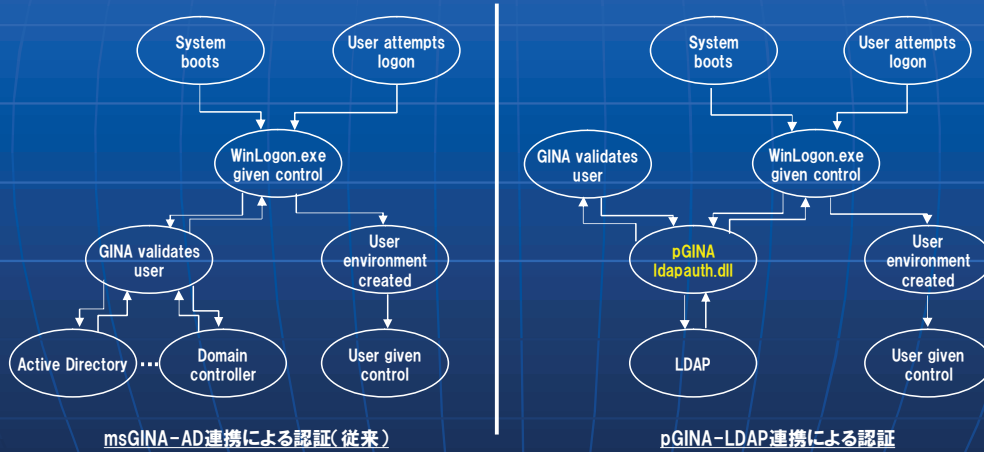 System
boots
User attempts
logon
WinLogon.exe
given control
GINA validates
user
User
environment
created
Active Directory
Domain
controller
User given
control
msGINA-AD連携による認証(従来)
System
boots
User attempts
logon
GINA validates
user
WinLogon.exe
given control
pGINA
ldapauth.dll
User
environment
created
LDAP
User given
control
pGINA-LDAP連携による認証